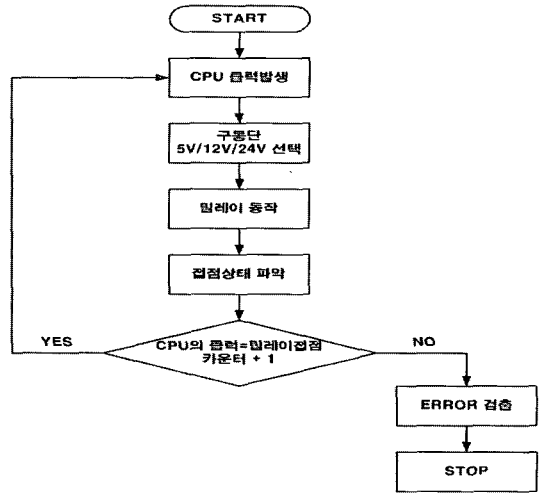 START
CPU 클럭발생
구동단
5V/12V/24V 선택
릴레이 동작
접점상태 파악
YES
CPU의 클럭=릴레이접점
카운터 + 1
NO
ERROR 검출
STOP